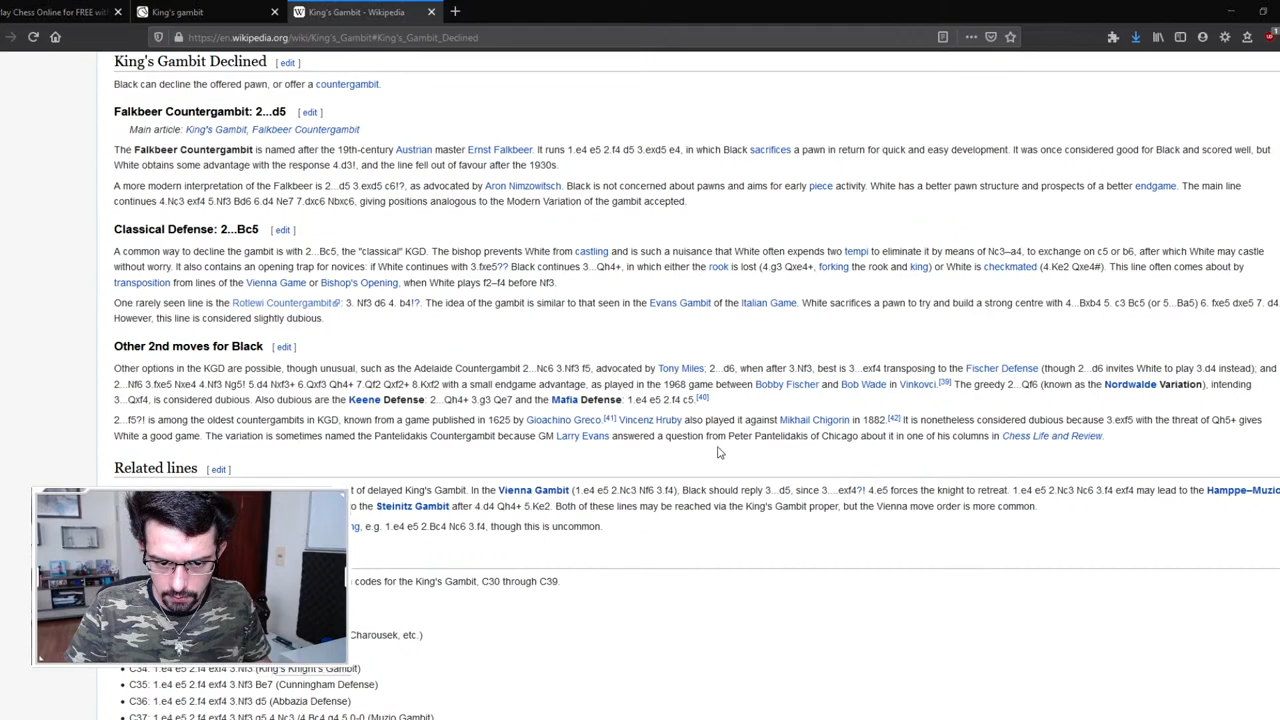 lay Chess Online for FREE with
King's gambit
King's Gambit - Wikipedia
https://en.wikipedia.org/wiki/King's_Gambit#King's_Gambit_Declined
King's Gambit Declined [ edit ]
Black can decline the offered pawn, or offer a countergambit.
Falkbeer Countergambit: 2...d5 [ edit ]
Main article: King's Gambit, Falkbeer Countergambit
The Falkbeer Countergambit is named after the 19th-century Austrian master Ernst Falkbeer. It runs 1.e4 e5 2.f4 d5 3.exd5 e4, in which Black sacrifices a pawn in return for quick and easy development. It was once considered good for Black and scored well, but
White obtains some advantage with the response 4.d3!, and the line fell out of favour after the 1930s.
A more modern interpretation of the Falkbeer is 2...d5 3.exd5 c6!?, as advocated by Aron Nimzowitsch. Black is not concerned about pawns and aims for early piece activity. White has a better pawn structure and prospects of a better endgame. The main line
continues 4.Nc3 exf4 5.Nf3 Bd6 6.d4 Ne7 7.dxc6 Nbxc6, giving positions analogous to the Modern Variation of the gambit accepted.
Classical Defense: 2...Bc5 [ edit ]
A common way to decline the gambit is with 2...Bc5, the "classical" KGD. The bishop prevents White from castling and is such a nuisance that White often expends two tempi to eliminate it by means of Nc3–a4, to exchange on c5 or b6, after which White may castle
without worry. It also contains an opening trap for novices: if White continues with 3.fxe5?? Black continues 3...Qh4+, in which either the rook is lost (4.g3 Qxe4+, forking the rook and king) or White is checkmated (4.Ke2 Qxe4#). This line often comes about by
transposition from lines of the Vienna Game or Bishop's Opening, when White plays f2–f4 before Nf3.
One rarely seen line is the Rotlewi Countergambit: 3. Nf3 d6 4. b4!?. The idea of the gambit is similar to that seen in the Evans Gambit of the Italian Game. White sacrifices a pawn to try and build a strong centre with 4...Bxb4 5. c3 Bc5 (or 5...Ba5) 6. fxe5 dxe5 7. d4
However, this line is considered slightly dubious.
Other 2nd moves for Black [ edit ]
Other options in the KGD are possible, though unusual, such as the Adelaide Countergambit 2...Nc6 3.Nf3 f5, advocated by Tony Miles; 2...d6, when after 3.Nf3, best is 3...exf4 transposing to the Fischer Defense (though 2...d6 invites White to play 3.d4 instead); and
2...Nf6 3.fxe5 Nxe4 4.Nf3 Ng5! 5.d4 Nxf3+ 6.Qxf3 Qh4+ 7.Qf2 Qxf2+ 8.Kxf2 with a small endgame advantage, as played in the 1968 game between Bobby Fischer and Bob Wade in Vinkovci.[39] The greedy 2...Qf6 (known as the Nordwalde Variation), intending
3...Qxf4, is considered dubious. Also dubious are the Keene Defense: 2...Qh4+ 3.g3 Qe7 and the Mafia Defense: 1.e4 e5 2.f4 c5.[40]
2...f5?! is among the oldest countergambits in KGD, known from a game published in 1625 by Gioachino Greco.[41] Vincenz Hruby also played it against Mikhail Chigorin in 1882.[42] It is nonetheless considered dubious because 3.exf5 with the threat of Qh5+ gives
White a good game. The variation is sometimes named the Pantelidakis Countergambit because GM Larry Evans answered a question from Peter Pantelidakis of Chicago about it in one of his columns in Chess Life and Review.
Related lines [ edit ]
t of delayed King's Gambit. In the Vienna Gambit (1.e4 e5 2.Nc3 Nf6 3.f4), Black should reply 3...d5, since 3....exf4?! 4.e5 forces the knight to retreat. 1.e4 e5 2.Nc3 Nc6 3.f4 exf4 may lead to the Hamppe–Muzio
o the Steinitz Gambit after 4.d4 Qh4+ 5.Ke2. Both of these lines may be reached via the King's Gambit proper, but the Vienna move order is more common.
ng, e.g. 1.e4 e5 2.Bc4 Nc6 3.f4, though this is uncommon.
codes for the King's Gambit, C30 through C39.
Charousek, etc.)
• C34: 1.e4 e5 2.f4 exf4 3.Nf3 (King's Knight's Gambit)
• C35: 1.e4 e5 2.f4 exf4 3.Nf3 Be7 (Cunningham Defense)
• C36: 1.e4 e5 2.f4 exf4 3.Nf3 d5 (Abbazia Defense)
• C37: 1.e4 e5 2.f4 exf4 3.Nf3 g5 4.Nc3 /4.Bc4 g4 5.0-0 (Muzio Gambit)